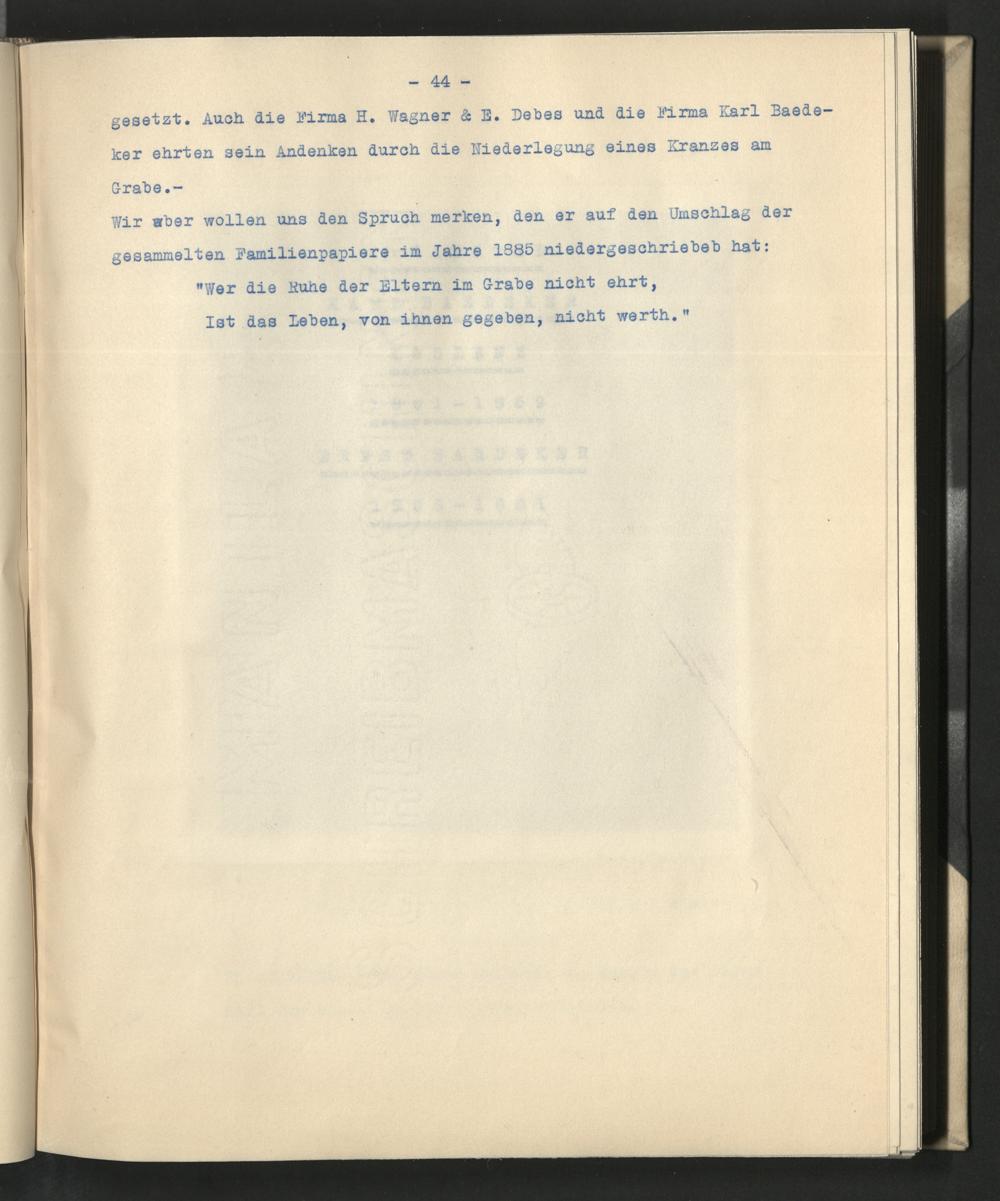 - 44 -
gesetzt. Auch die Firma H. Wagner & E. Debes und die Firma Karl Baede-
ker ehrten sein Andenken durch die Niederlegung eines Kranzes am
Grabe.-
Wir aber wollen uns den Spruch merken, den er auf den Umschlag der
gesammelten Familienpapiere im Jahre 1885 niedergeschriebeb hat:
"Wer die Ruhe der Eltern im Grabe nicht ehrt,
Ist das Leben, von ihnen gegeben, nicht werth."